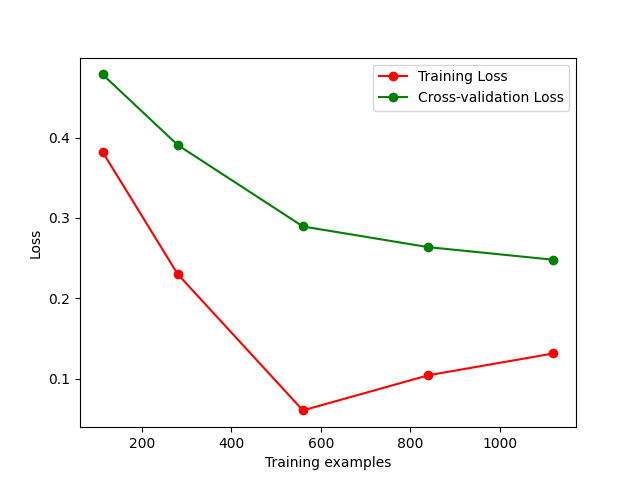 Training Loss
Cross-validation Loss
0.4
0.3
0.2
0.1
Loss
200 400 600 800 1000
Training examples